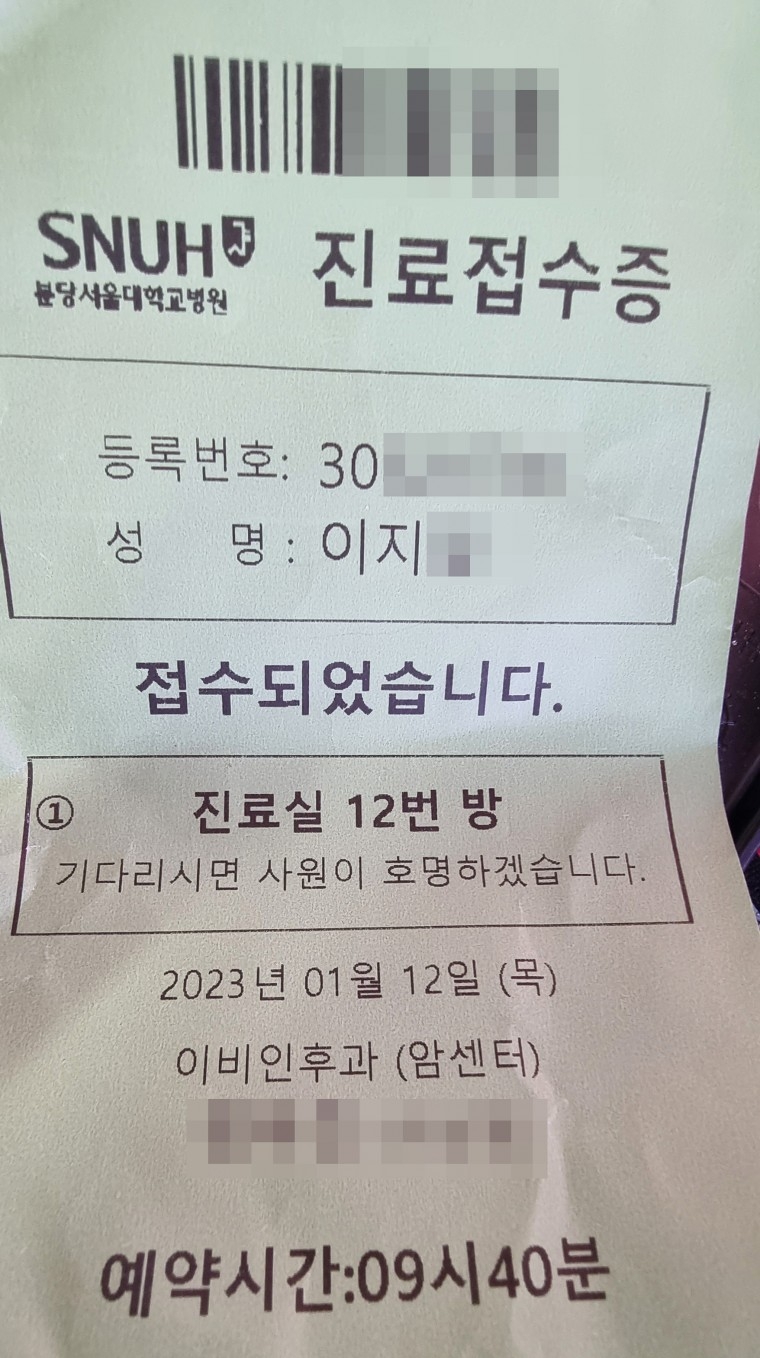 SNUH
분당서울대학교병원
진료접수증
등록번호: 30
성 명 : 이지
접수되었습니다.
① 진료실 12번 방
기다리시면 사원이 호명하겠습니다.
2023년 01월 12일 (목)
이비인후과 (암센터)
예약시간:09시40분